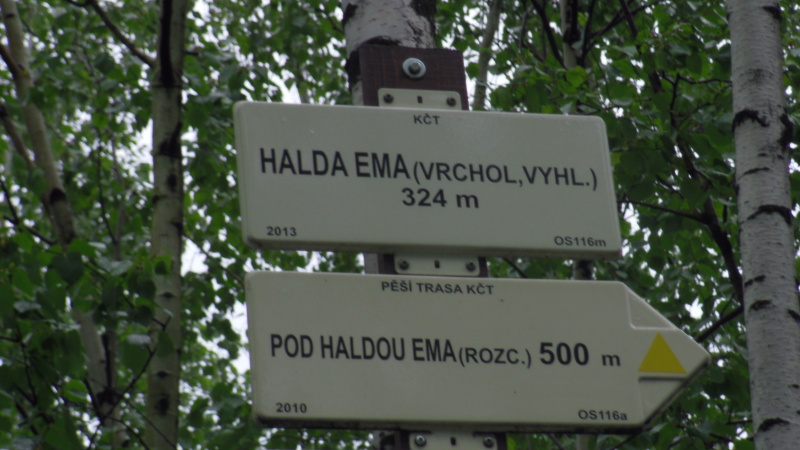 KČT
HALDA EMA (VRCHOL,VYHL.)
324 m
2013 OS116m
PĚŠÍ TRASA KČT
POD HALDOU EMA (ROZC.) 500 m
2010 OS116a